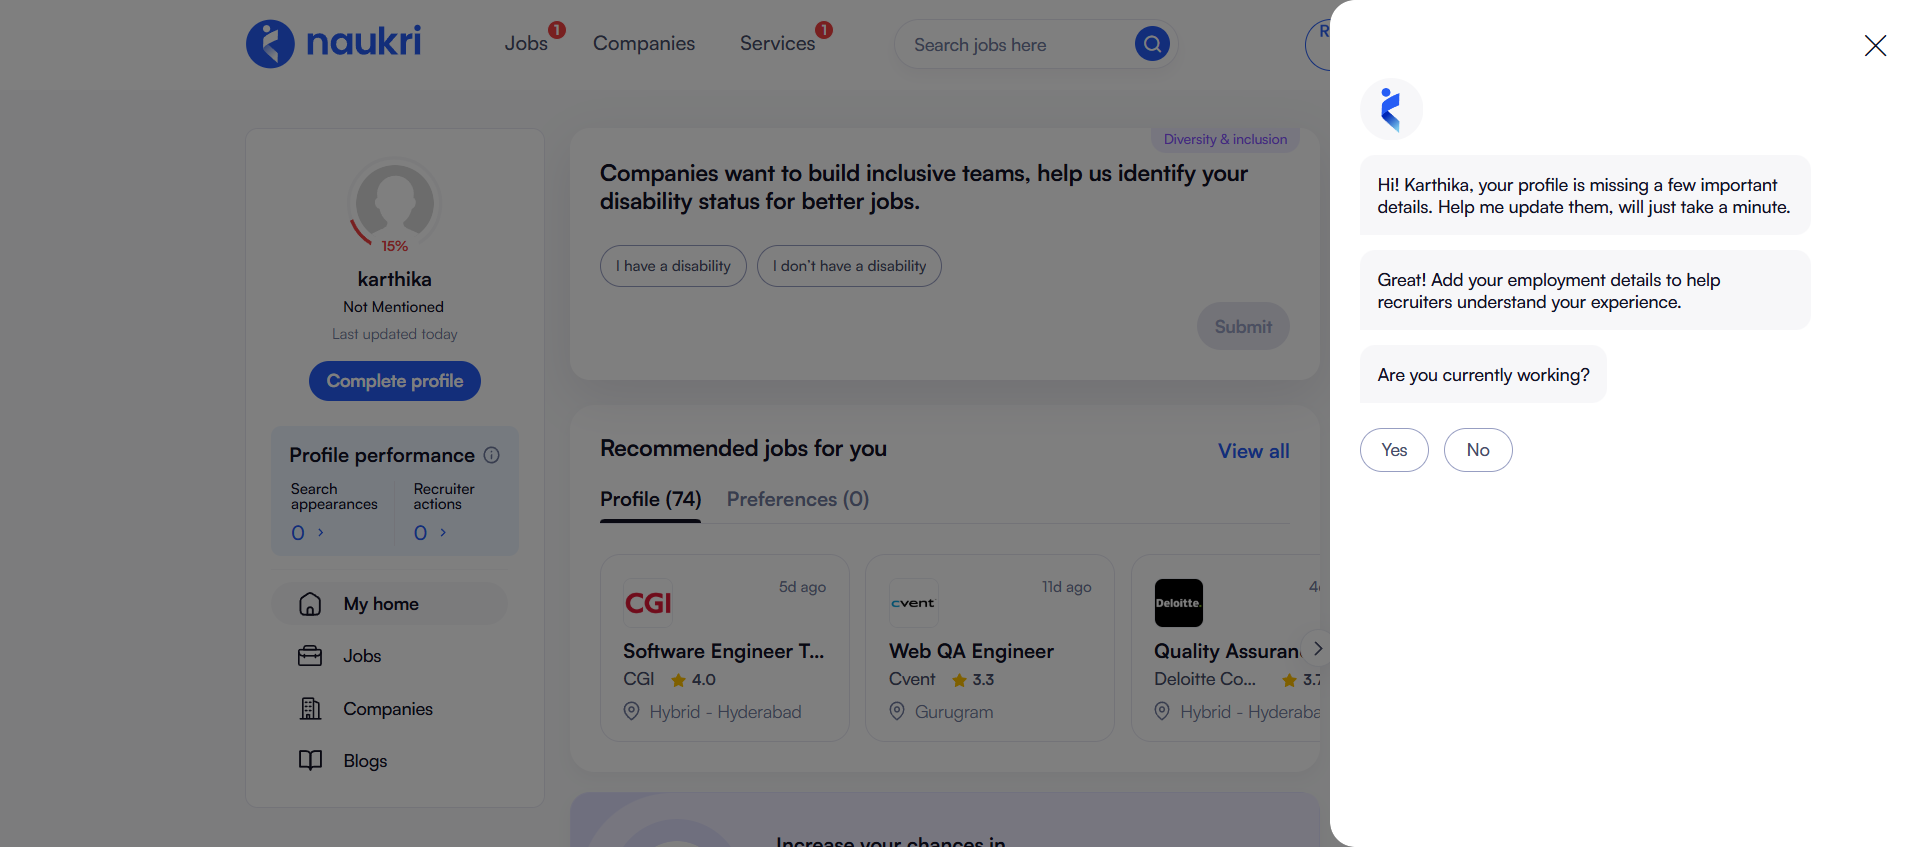 naukri
Jobs 1
Companies
Services 1
Search jobs here
R
15%
karthika
Not Mentioned
Last updated today
Complete profile
Profile performance
Search appearances
0
Recruiter actions
0
My home
Jobs
Companies
Blogs
Diversity & inclusion
Companies want to build inclusive teams, help us identify your
disability status for better jobs.
I have a disability
I don't have a disability
Submit
Recommended jobs for you
View all
Profile (74)
Preferences (0)
CGI
5d ago
Software Engineer T...
CGI 4.0
Hybrid - Hyderabad
cvent
11d ago
Web QA Engineer
Cvent 3.3
Gurugram
Deloitte.
4
Quality Assuran
Deloitte Co... 3.7
Hybrid - Hyderaba
Increase your chances in
Hi! Karthika, your profile is missing a few important
details. Help me update them, will just take a minute.
Great! Add your employment details to help
recruiters understand your experience.
Are you currently working?
Yes
No